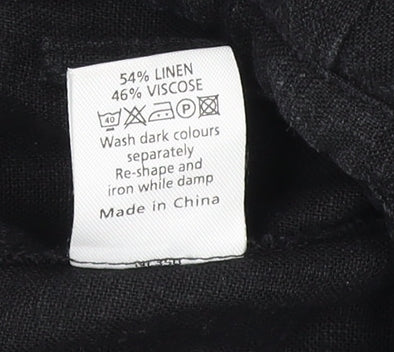 54% LINEN
46% VISCOSE
40 P
Wash dark colours
separately
Re-shape and
iron while damp
Made in China